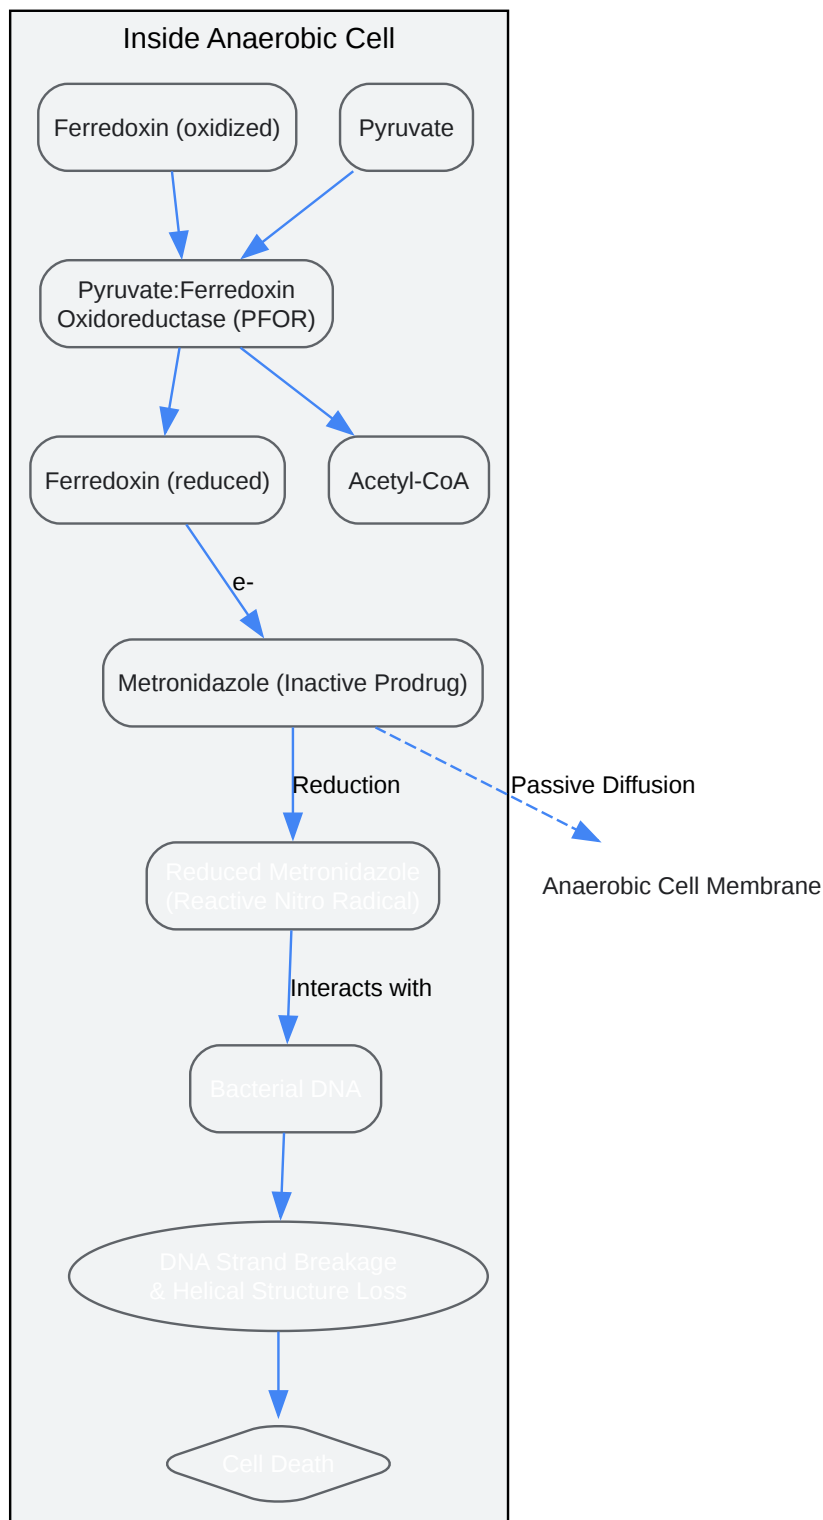 Inside Anaerobic Cell
Ferredoxin (oxidized)
Pyruvate
Pyruvate:Ferredoxin
Oxidoreductase (PFOR)
Ferredoxin (reduced)
Acetyl-CoA
e-
Metronidazole (Inactive Prodrug)
Reduction
Passive Diffusion
Reduced Metronidazole
(Reactive Nitro Radical)
Anaerobic Cell Membrane
Interacts with
Bacterial DNA
DNA Strand Breakage
& Helical Structure Loss
Cell Death